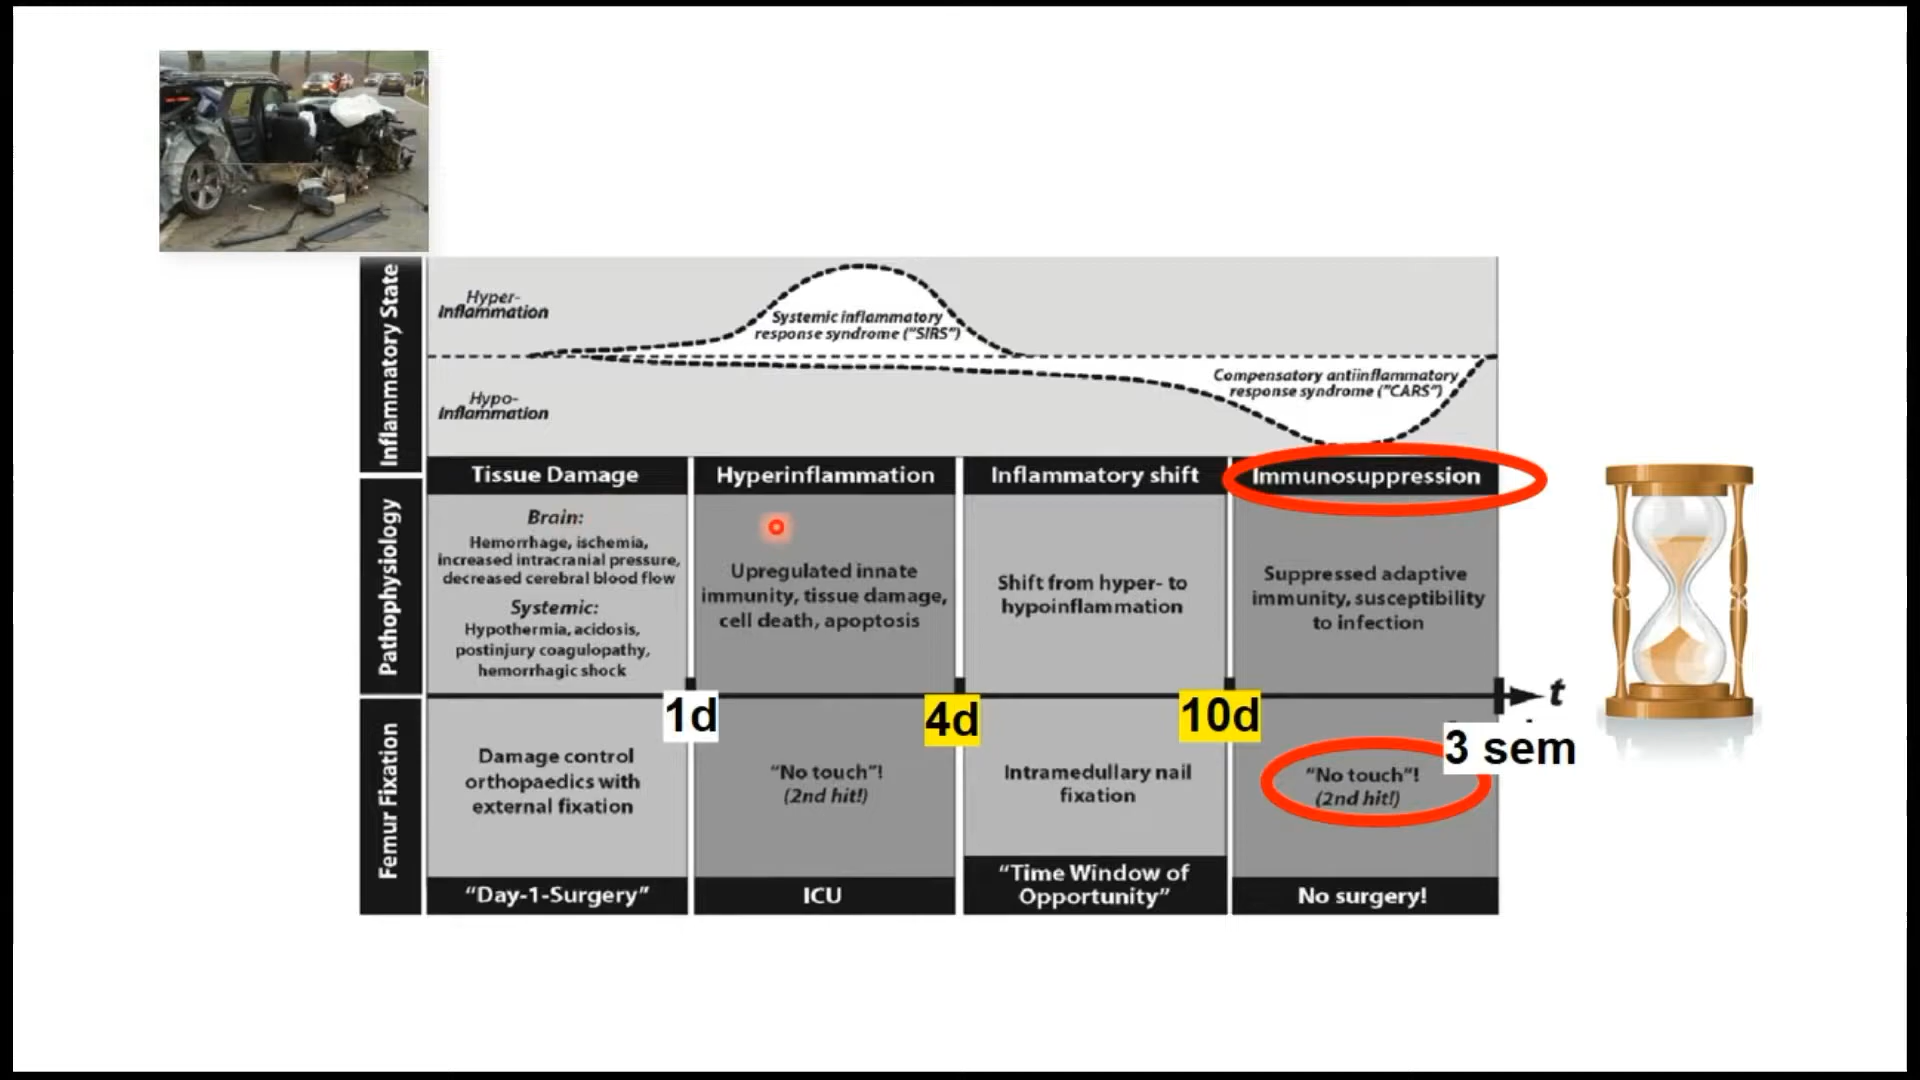 Inflammatory State
Hyper-
Inflammation
Systemic inflammatory
response syndrome ("SIRS")
Hypo-
Inflammation
Compensatory antiinflammatory
response syndrome ("CARS")
Pathophysiology
Tissue Damage
Brain:
Hemorrhage, ischemia,
increased intracranial pressure,
decreased cerebral blood flow
Systemic:
Hypothermia, acidosis,
postinjury coagulopathy,
hemorrhagic shock
Hyperinflammation
Upregulated innate
immunity, tissue damage,
cell death, apoptosis
Inflammatory shift
Shift from hyper- to
hypoinflammation
Immunosuppression
Suppressed adaptive
immunity, susceptibility
to infection
1d
4d
10d
t
3 sem
Femur Fixation
Damage control
orthopaedics with
external fixation
"Day-1-Surgery"
"No touch"!
(2nd hit!)
ICU
Intramedullary nail
fixation
"Time Window of
Opportunity"
"No touch"!
(2nd hit!)
No surgery!